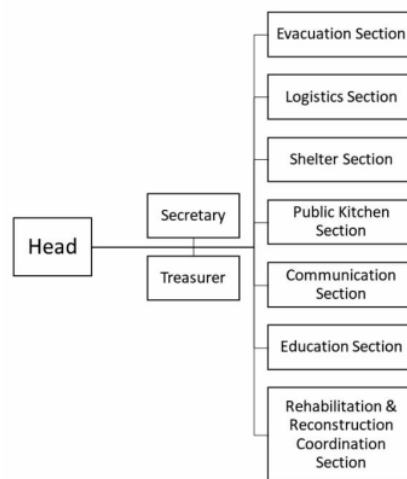 Head
Secretary
Treasurer
Evacuation Section
Logistics Section
Shelter Section
Public Kitchen
Section
Communication
Section
Education Section
Rehabilitation &
Reconstruction
Coordination
Section